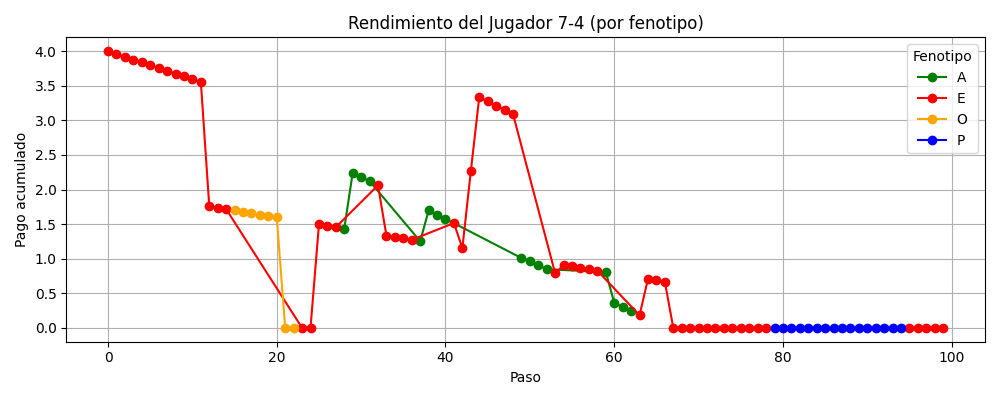 Rendimiento del Jugador 7-4 (por fenotipo)
Pago acumulado
4.0
3.5
3.0
2.5
2.0
1.5
1.0
0.5
0.0
0 20 40 60 80 100
Paso
Fenotipo
A
E
O
P